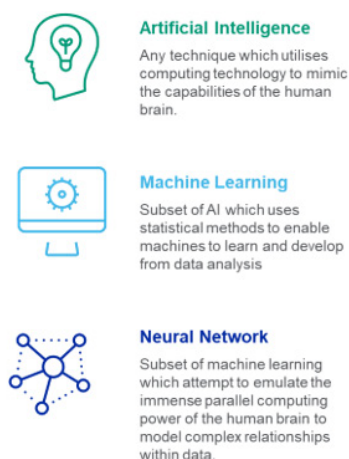 Artificial Intelligence
Any technique which utilises
computing technology to mimic
the capabilities of the human
brain.
Machine Learning
Subset of AI which uses
statistical methods to enable
machines to learn and develop
from data analysis
Neural Network
Subset of machine learning
which attempt to emulate the
immense parallel computing
power of the human brain to
model complex relationships
within data.